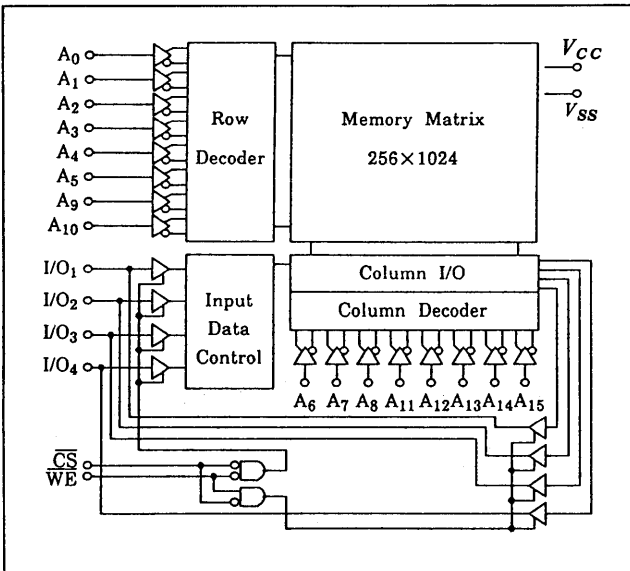 A0
A1
A2
A3
A4
A5
A9
A10
Row
Decoder
Memory Matrix
256×1024
VCC
VSS
I/O1
I/O2
I/O3
I/O4
Input
Data
Control
Column I/O
Column Decoder
A6 A7 A8 A11 A12 A13 A14 A15
CS
WE